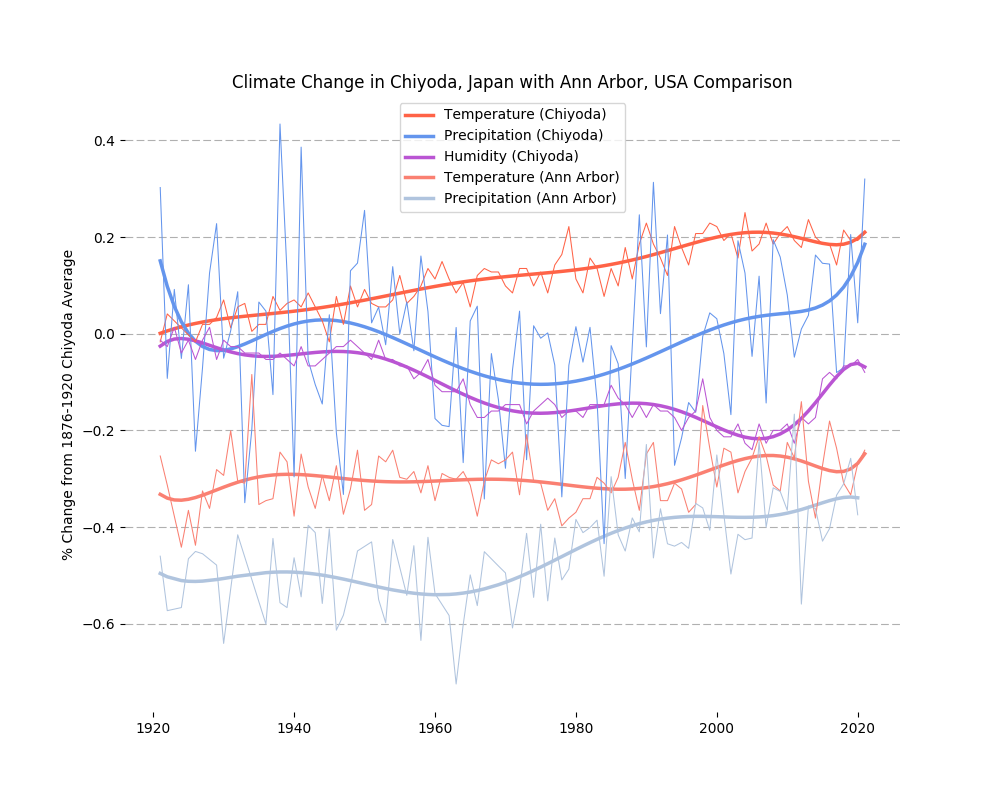 Climate Change in Chiyoda, Japan with Ann Arbor, USA Comparison
Temperature (Chiyoda)
Precipitation (Chiyoda)
Humidity (Chiyoda)
Temperature (Ann Arbor)
Precipitation (Ann Arbor)
% Change from 1876-1920 Chiyoda Average
0.4
0.2
0.0
−0.2
−0.4
−0.6
1920 1940 1960 1980 2000 2020